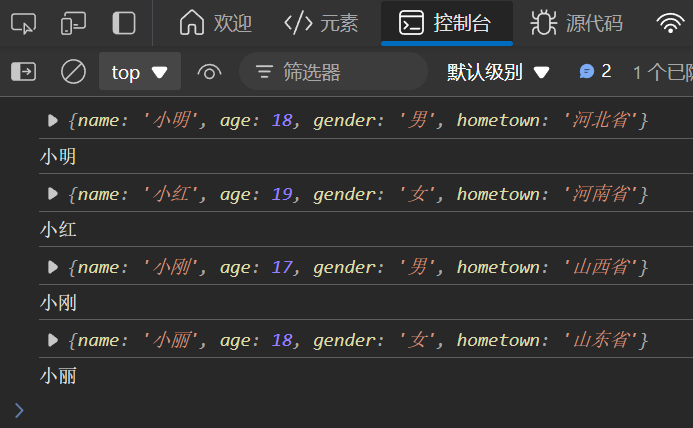 欢迎 元素 控制台 源代码
top 筛选器 默认级别 2 1 个已隐
{name: '小明', age: 18, gender: '男', hometown: '河北省'}
小明
{name: '小红', age: 19, gender: '女', hometown: '河南省'}
小红
{name: '小刚', age: 17, gender: '男', hometown: '山西省'}
小刚
{name: '小丽', age: 18, gender: '女', hometown: '山东省'}
小丽